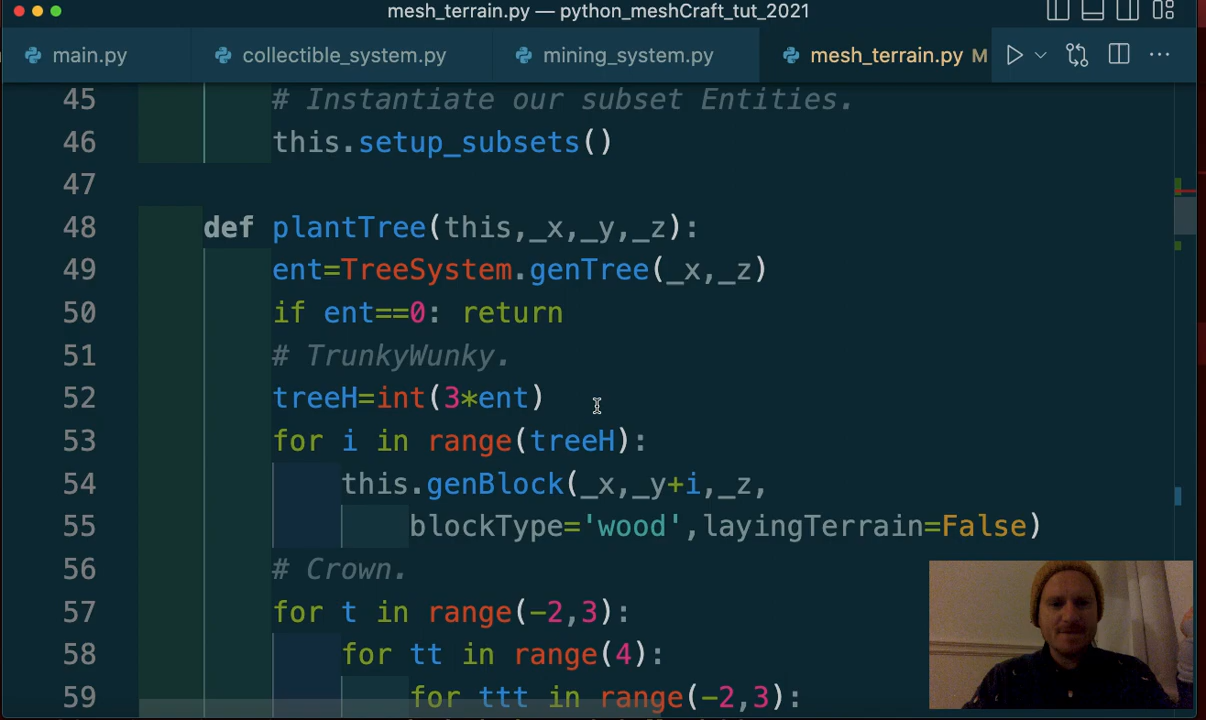 mesh_terrain.py — python_meshCraft_tut_2021
main.py collectible_system.py mining_system.py mesh_terrain.py M
45 # Instantiate our subset Entities.
46 this.setup_subsets()
47
48 def plantTree(this,_x,_y,_z):
49 ent=TreeSystem.genTree(_x,_z)
50 if ent==0: return
51 # TrunkyWunky.
52 treeH=int(3*ent)
53 for i in range(treeH):
54 this.genBlock(_x,_y+i,_z,
55 blockType='wood',layingTerrain=False)
56 # Crown.
57 for t in range(-2,3):
58 for tt in range(4):
59 for ttt in range(-2,3):